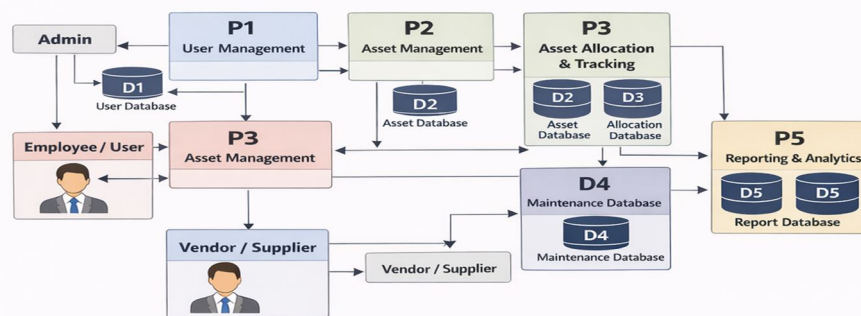 Admin
P1
User Management
P2
Asset Management
P3
Asset Allocation
& Tracking
D1
User Database
D2
Asset Database
D2
D3
Asset
Database
Allocation
Database
Employee / User
P3
Asset Management
P5
Reporting & Analytics
D5
D5
Report Database
D4
Maintenance Database
D4
Maintenance Database
Vendor / Supplier
Vendor / Supplier